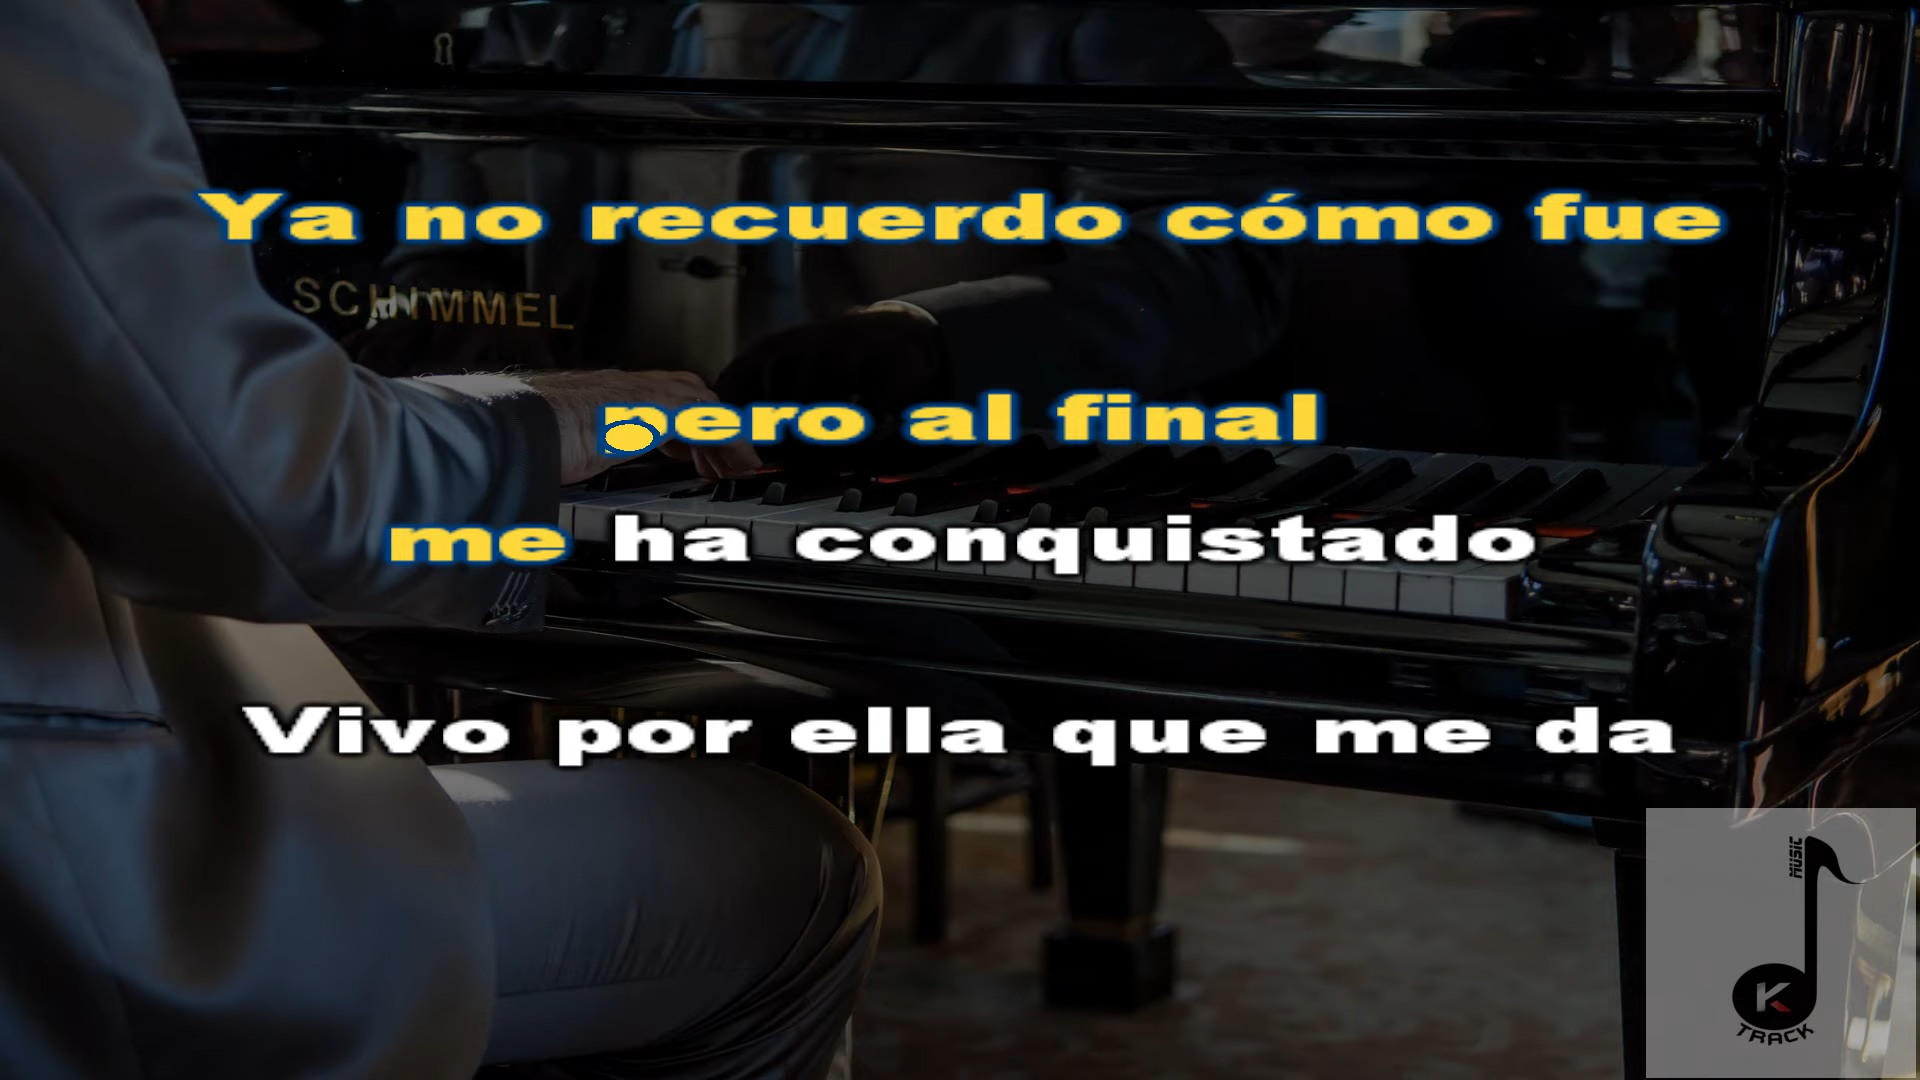 Ya no recuerdo cómo fue
SCHIMMEL
pero al final
me ha conquistado
Vivo por ella que me da
MUSIC
K
TRACK